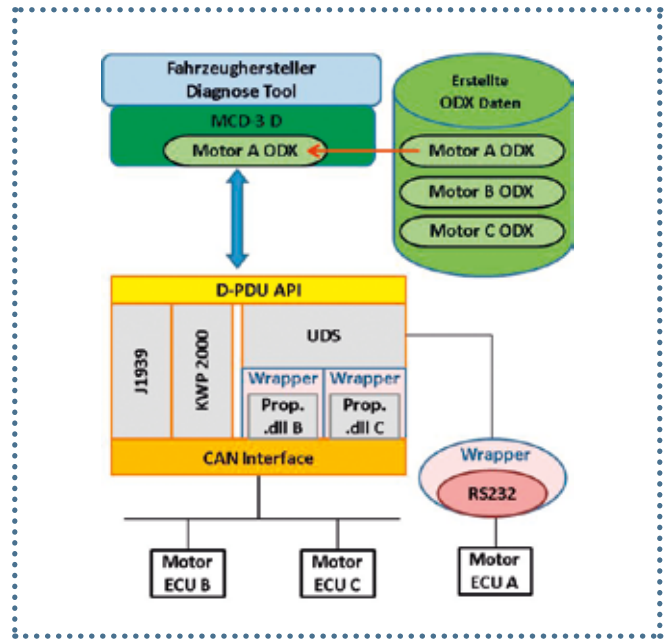 Fahrzeughersteller
Diagnose Tool
MCD-3 D
Motor A ODX
Erstellte
ODX Daten
Motor A ODX
Motor B ODX
Motor C ODX
D-PDU API
J1939
KWP 2000
UDS
Wrapper
Prop.
.dll B
Wrapper
Prop.
.dll C
CAN Interface
Wrapper
RS232
Motor
ECU B
Motor
ECU C
Motor
ECU A